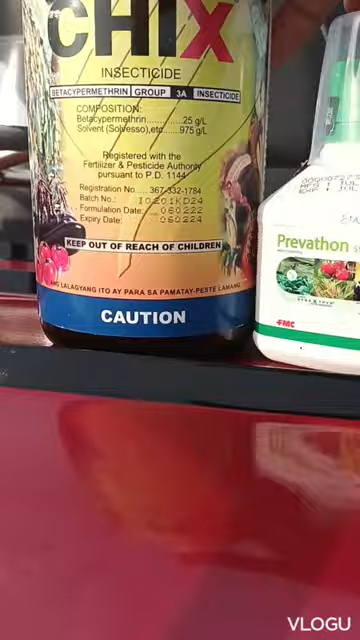 CHIX
INSECTICIDE
BETACYPERMETHRIN GROUP 3A INSECTICIDE
COMPOSITION:
Betacypermethrin..........25 g/L
Solvent (Solvesso),etc.....975 g/L
Registered with the
Fertilizer & Pesticide Authority
pursuant to P.D. 1144
Registration No. 367-332-1784
Batch No.: 10201KD24
Formulation Date: 060222
Expiry Date: 060224
KEEP OUT OF REACH OF CHILDREN
ANG LALAGYANG ITO AY PARA SA PAMATAY-PESTE LAMANG
CAUTION
Prevathon
FMC
VLOGU